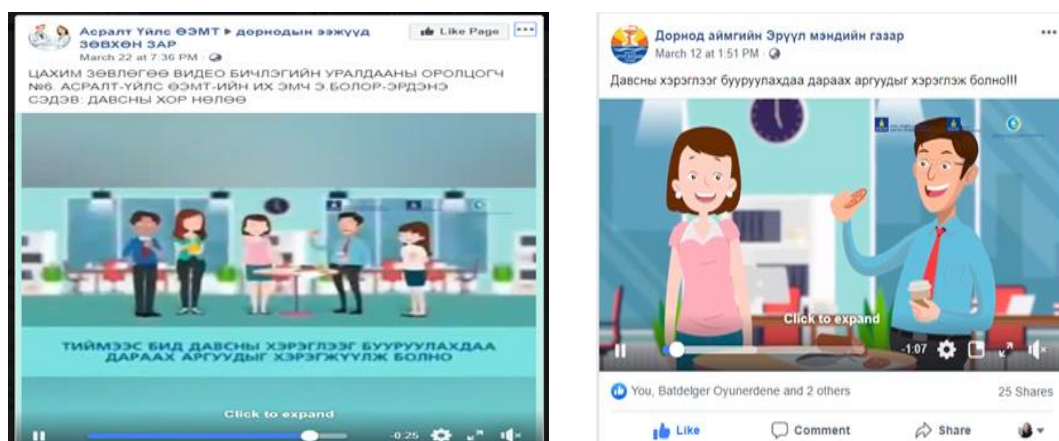 Асралт Үйлс ӨЭМТ ▸ дорнодын ээжүүд
ЗӨВХӨН ЗАР
Like Page
March 22 at 7:36 PM
ЦАХИМ ЗӨВЛӨГӨӨ ВИДЕО БИЧЛЭГИЙН УРАЛДААНЫ ОРОЛЦОГЧ
№6. АСРАЛТ-ҮЙЛС ӨЭМТ-ИЙН ИХ ЭМЧ Э.БОЛОР-ЭРДЭНЭ
СЭДЭВ: ДАВСНЫ ХОР НӨЛӨӨ
ТИЙМЭЭС БИД ДАВСНЫ ХЭРЭГЛЭЭГ БУУРУУЛАХДАА
ДАРААХ АРГУУДЫГ ХЭРЭГЖҮҮЛЖ БОЛНО
Click to expand
-0:25
Дорнод аймгийн Эрүүл мэндийн газар
March 12 at 1:51 PM
Давсны хэрэглээг бууруулахдаа дараах аргуудыг хэрэглэж болно!!!
Click to expand
-1:07
You, Batdelger Oyunerdene and 2 others
25 Shares
Like
Comment
Share